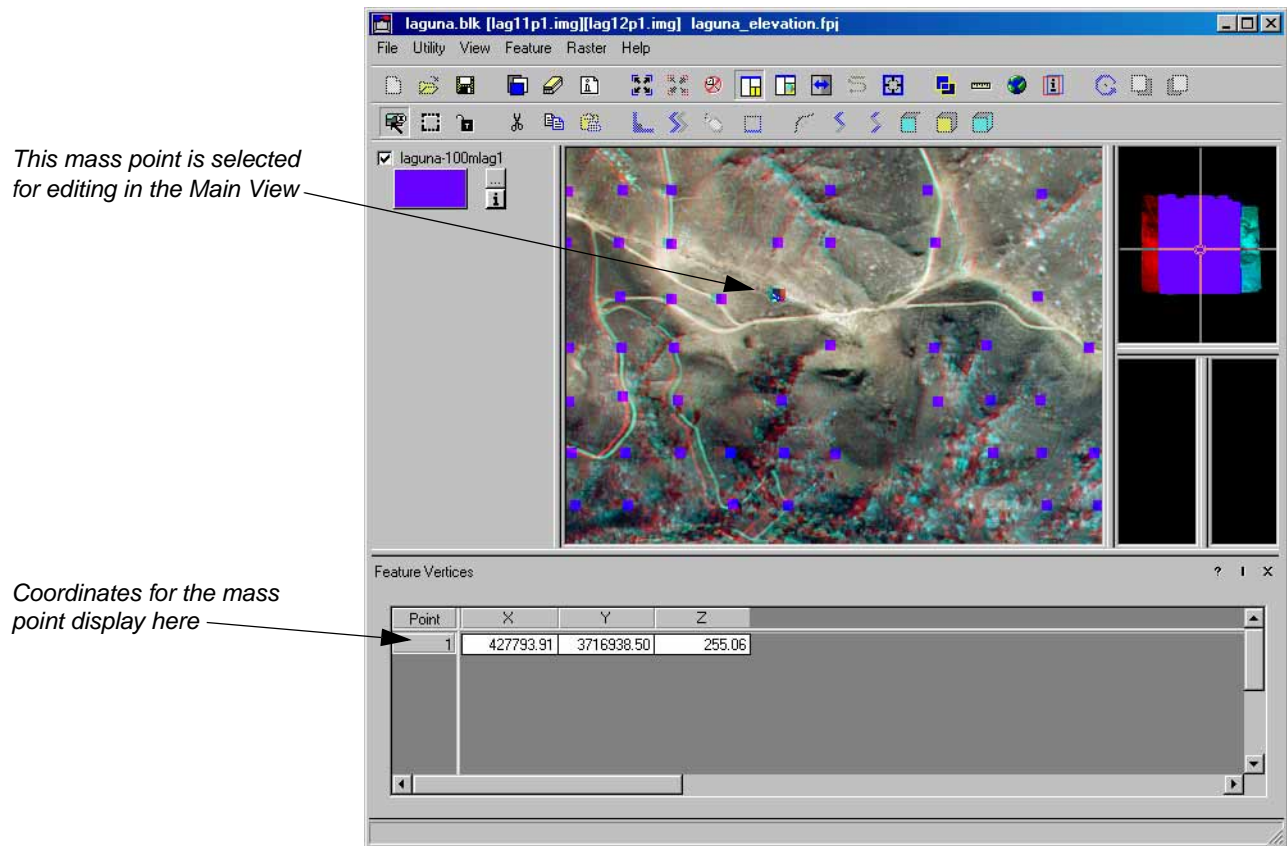 laguna.blk [lag11p1.img][lag12p1.img] laguna_elevation.fpj
File Utility View Feature Raster Help
This mass point is selected
for editing in the Main View
laguna-100mlag1
...
i
Feature Vertices
? I X
Coordinates for the mass
point display here
Point X Y Z
1 427793.91 3716938.50 255.06